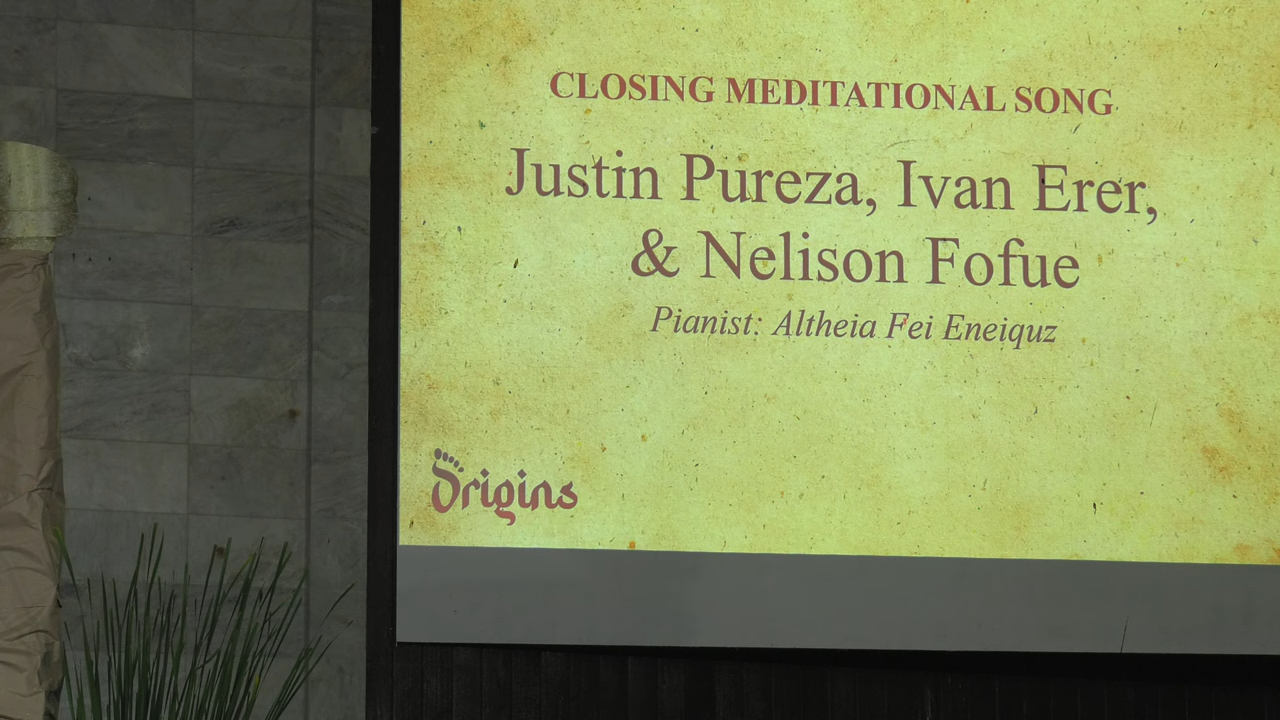 CLOSING MEDITATIONAL SONG
Justin Pureza, Ivan Erer,
& Nelison Fofue
Pianist: Altheia Fei Eneiquz
Origins